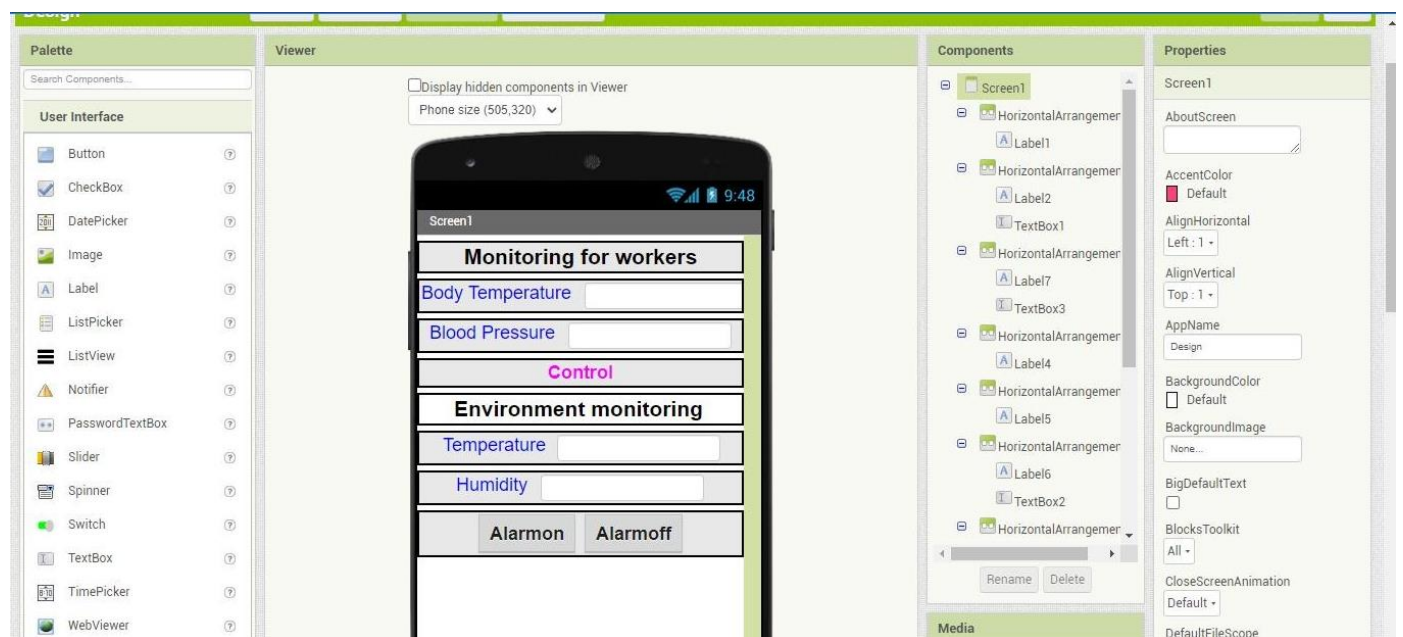 Design
Palette
Search Components...
User Interface
Button
CheckBox
DatePicker
Image
Label
ListPicker
ListView
Notifier
PasswordTextBox
Slider
Spinner
Switch
TextBox
TimePicker
WebViewer
Viewer
Display hidden components in Viewer
Phone size (505,320)
9:48
Screen1
Monitoring for workers
Body Temperature
Blood Pressure
Control
Environment monitoring
Temperature
Humidity
Alarmon Alarmoff
Components
Screen1
HorizontalArrangemer
Label1
HorizontalArrangemer
Label2
TextBox1
HorizontalArrangemer
Label7
TextBox3
HorizontalArrangemer
Label4
HorizontalArrangemer
Label5
HorizontalArrangemer
Label6
TextBox2
HorizontalArrangemer
Rename Delete
Media
Properties
Screen1
AboutScreen
AccentColor
Default
AlignHorizontal
Left : 1
AlignVertical
Top : 1
AppName
Design
BackgroundColor
Default
BackgroundImage
None...
BigDefaultText
BlocksToolkit
All
CloseScreenAnimation
Default
DefaultFileScope